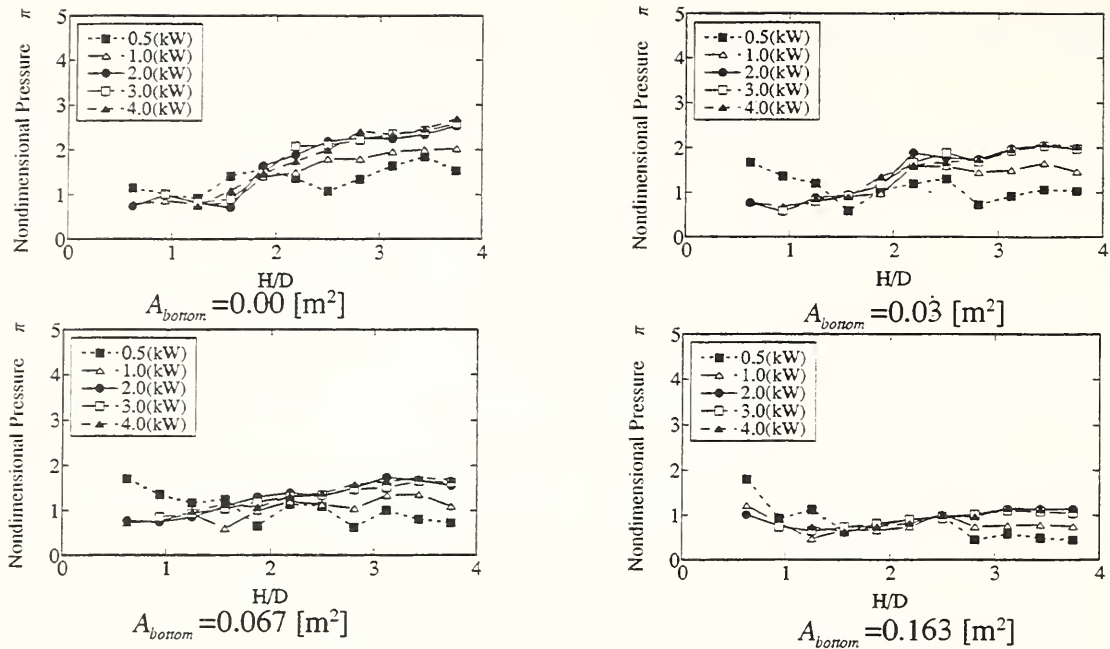 Nondimensional Pressure π
5
4
3
2
1
0
0.5(kW)
1.0(kW)
2.0(kW)
3.0(kW)
4.0(kW)
0 1 2 3 4
H/D
A_bottom =0.00 [m²]
Nondimensional Pressure π
5
4
3
2
1
0
0.5(kW)
1.0(kW)
2.0(kW)
3.0(kW)
4.0(kW)
0 1 2 3 4
H/D
A_bottom =0.03 [m²]
Nondimensional Pressure π
5
4
3
2
1
0
0.5(kW)
1.0(kW)
2.0(kW)
3.0(kW)
4.0(kW)
0 1 2 3 4
H/D
A_bottom =0.067 [m²]
Nondimensional Pressure π
5
4
3
2
1
0
0.5(kW)
1.0(kW)
2.0(kW)
3.0(kW)
4.0(kW)
0 1 2 3 4
H/D
A_bottom =0.163 [m²]